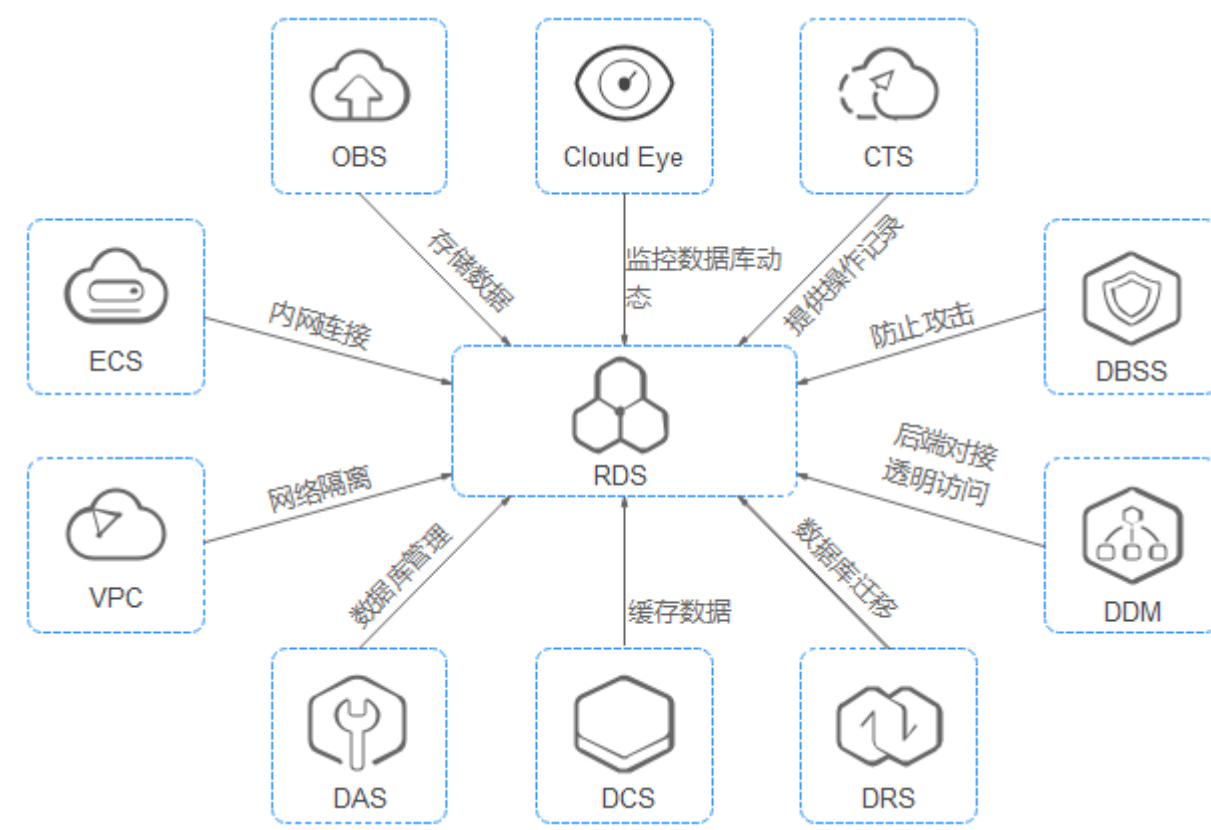 OBS
Cloud Eye
CTS
存储数据
监控数据库动
态
提供操作记录
ECS
内网连接
防止攻击
DBSS
RDS
VPC
网络隔离
后端对接
透明访问
DDM
数据库管理
缓存数据
数据库迁移
DAS
DCS
DRS